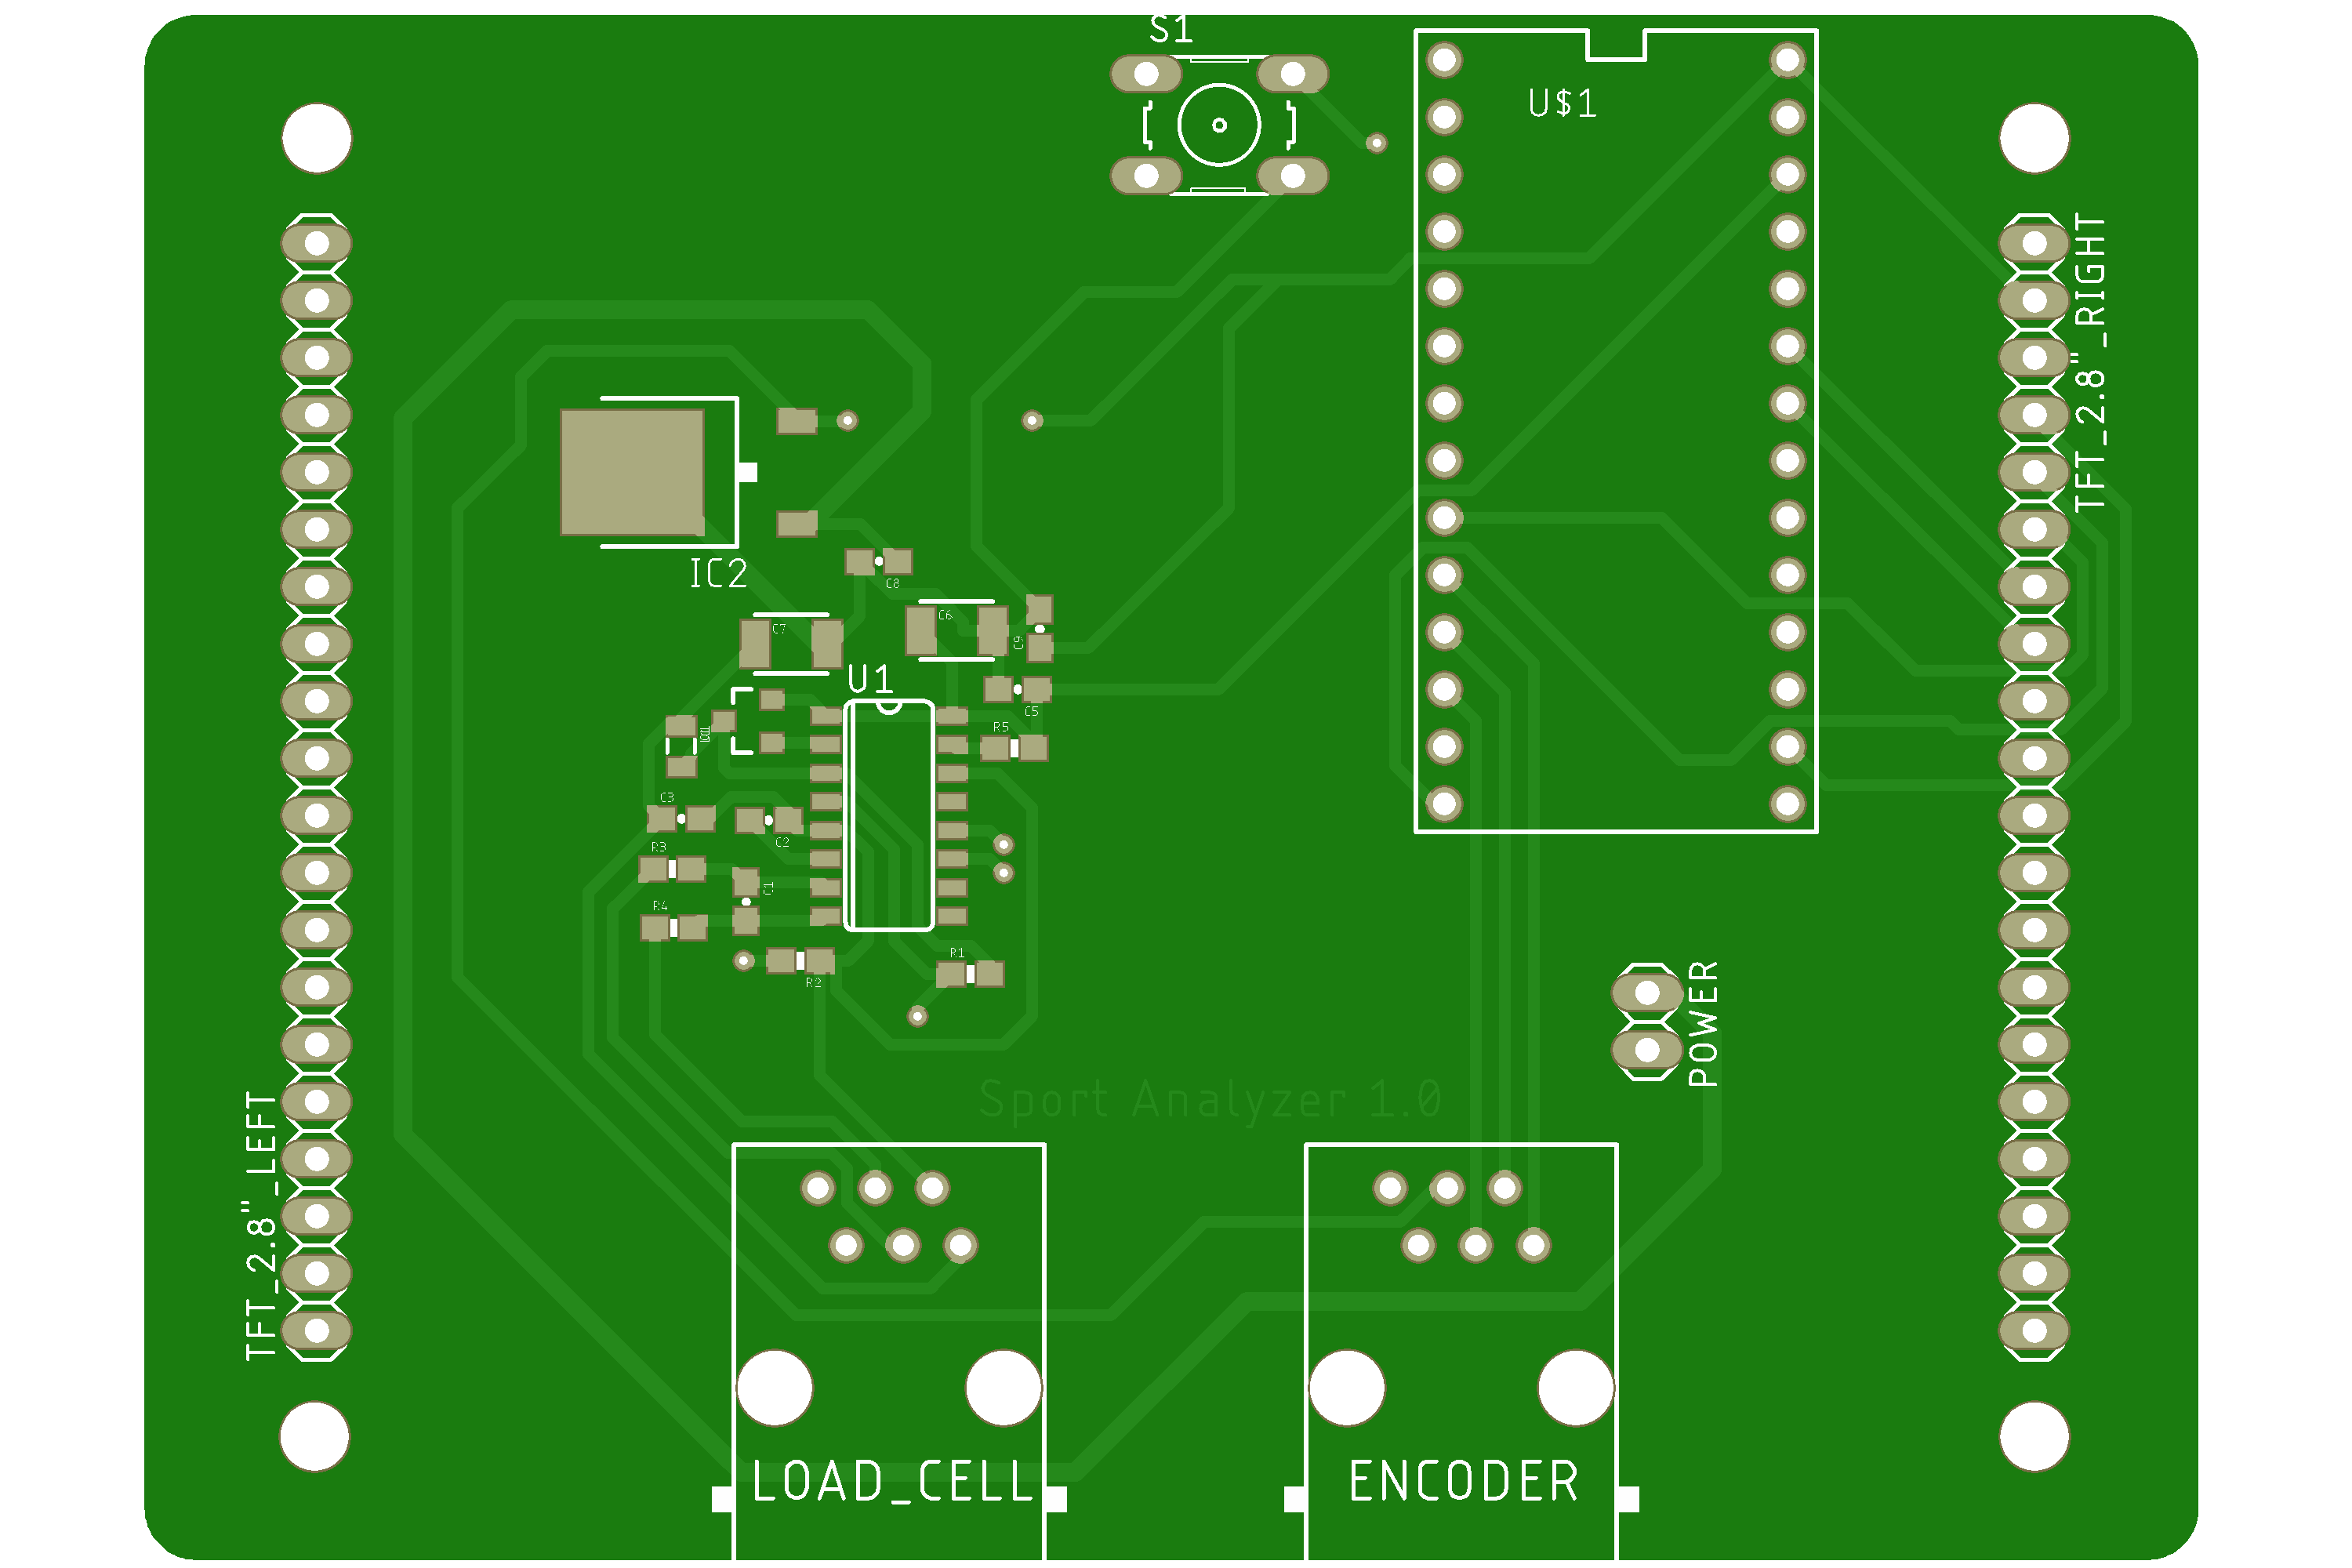 S1
U$1
TFT_2.8"_RIGHT
IC2
C8
C6
C7
C9
U1
C5
R5
C3
C2
R3
C1
R4
R1
R2
POWER
Sport Analyzer 1.0
TFT_2.8"_LEFT
LOAD_CELL
ENCODER